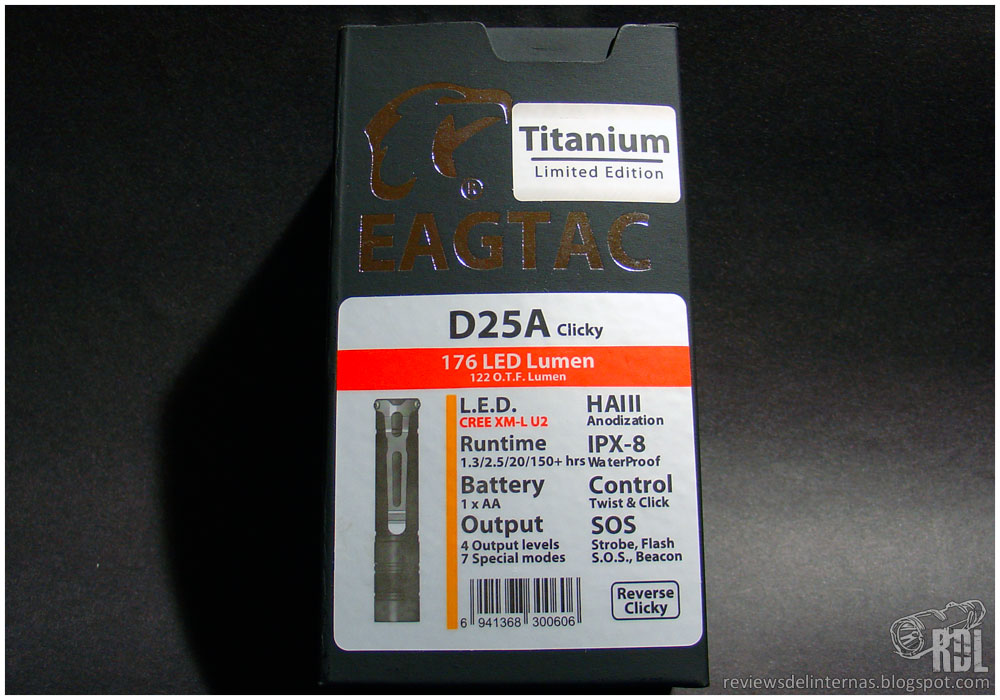 Titanium
Limited Edition
®
EAGTAC
D25A Clicky
176 LED Lumen
122 O.T.F. Lumen
L.E.D.
CREE XM-L U2
Runtime
1.3/2.5/20/150+ hrs
Battery
1 x AA
Output
4 Output levels
7 Special modes
HAIII
Anodization
IPX-8
WaterProof
Control
Twist & Click
SOS
Strobe, Flash
S.O.S., Beacon
6 941368 300606
Reverse
Clicky
RDL
reviewsdelinternas.blogspot.com